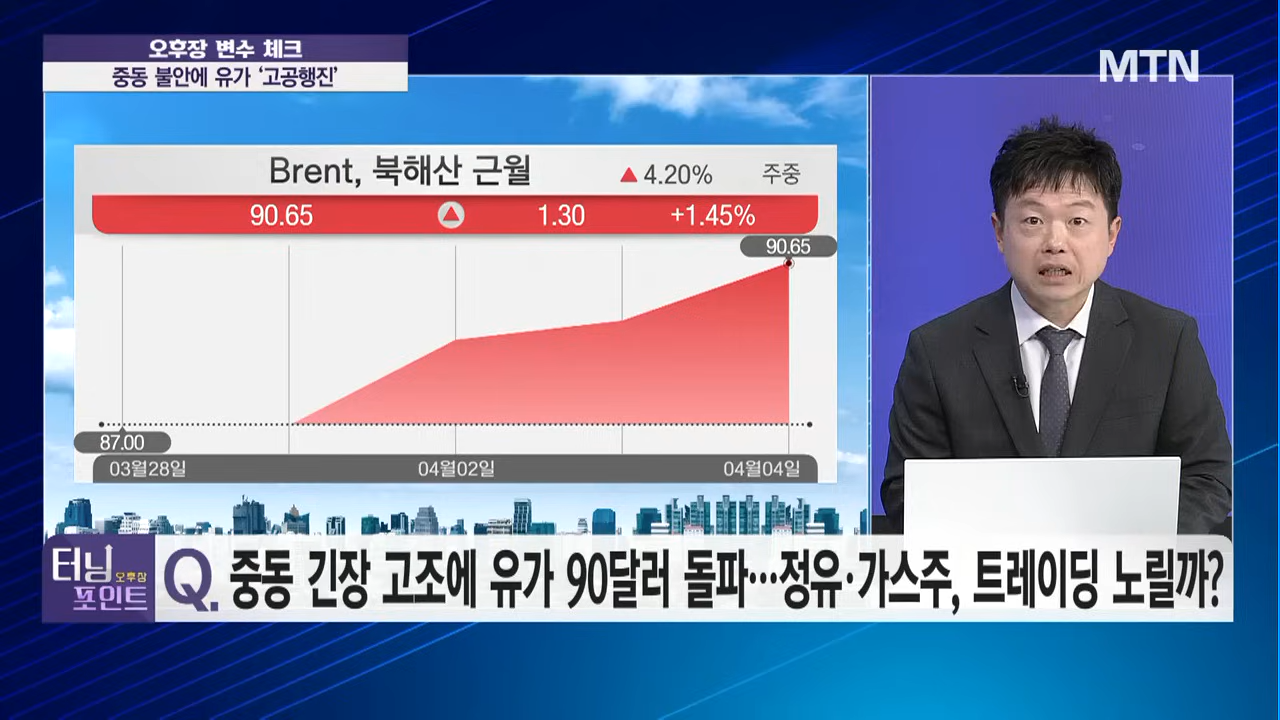 오후장 변수 체크
중동 불안에 유가 ‘고공행진’
MTN
Brent, 북해산 근월 ▲ 4.20% 주중
90.65 ▲ 1.30 +1.45%
90.65
87.00
03월28일 04월02일 04월04일
터닝 오후장
포인트
Q. 중동 긴장 고조에 유가 90달러 돌파…정유·가스주, 트레이딩 노릴까?